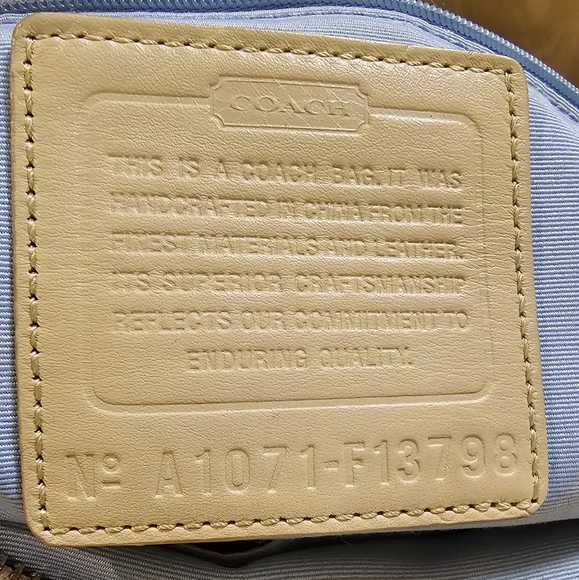 COACH
THIS IS A COACH BAG. IT WAS
HANDCRAFTED IN CHINA FROM THE
FINEST MATERIALS AND LEATHER.
ITS SUPERIOR CRAFTSMANSHIP
REFLECTS OUR COMMITMENT TO
ENDURING QUALITY.
Nº A1071-F13798